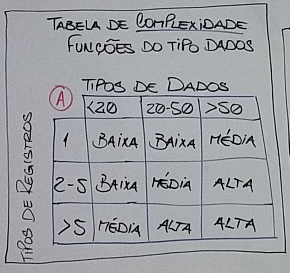 TABELA DE COMPLEXIDADE
FUNÇÕES DO TIPO DADOS
TIPOS DE DADOS
A
<20 20-50 >50
TIPOS DE REGISTROS
1 BAIXA BAIXA MÉDIA
2-5 BAIXA MÉDIA ALTA
>5 MÉDIA ALTA ALTA